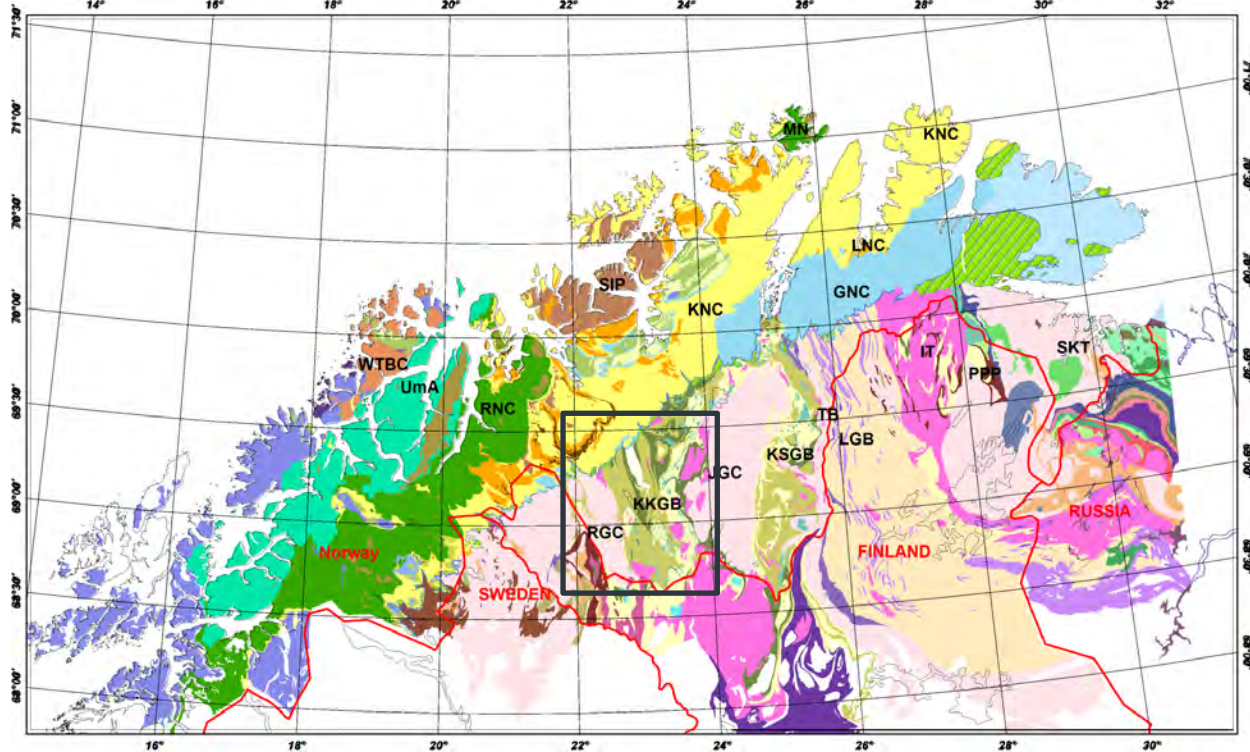 14° 16° 18° 20° 22° 24° 26° 28° 30° 32°
71°30'
71°00'
MN
KNC
70°30'
LNC
SIP
GNC
KNC
70°00'
WTBC
IT
SKT
UmA
PPP
RNC
69°30'
TB
LGB
KSGB
JGC
KKGB
69°00'
RUSSIA
RGC
Norway
FINLAND
SWEDEN
68°30'
68°00'
16° 18° 20° 22° 24° 26° 28° 30°